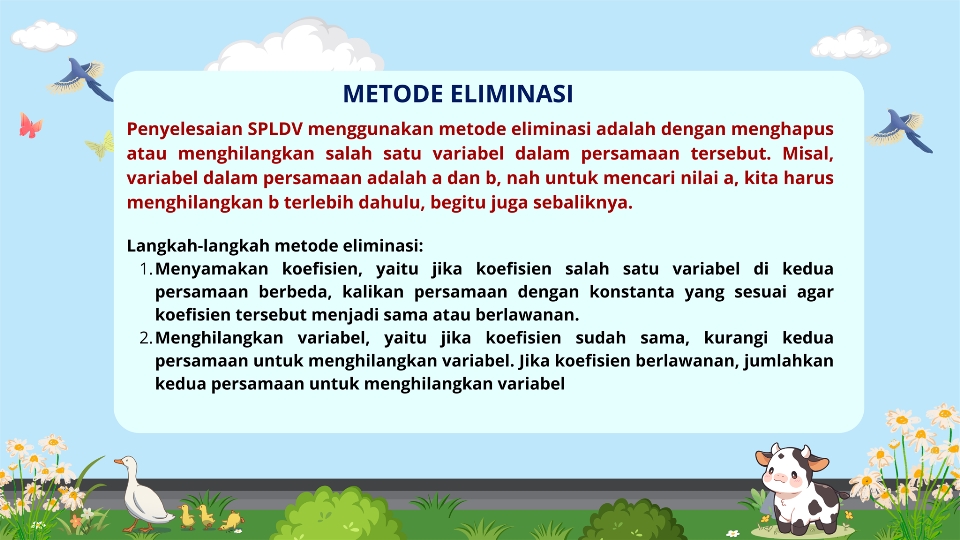 METODE ELIMINASI
Penyelesaian SPLDV menggunakan metode eliminasi adalah dengan menghapus
atau menghilangkan salah satu variabel dalam persamaan tersebut. Misal,
variabel dalam persamaan adalah a dan b, nah untuk mencari nilai a, kita harus
menghilangkan b terlebih dahulu, begitu juga sebaliknya.
Langkah-langkah metode eliminasi:
1. Menyamakan koefisien, yaitu jika koefisien salah satu variabel di kedua
persamaan berbeda, kalikan persamaan dengan konstanta yang sesuai agar
koefisien tersebut menjadi sama atau berlawanan.
2. Menghilangkan variabel, yaitu jika koefisien sudah sama, kurangi kedua
persamaan untuk menghilangkan variabel. Jika koefisien berlawanan, jumlahkan
kedua persamaan untuk menghilangkan variabel